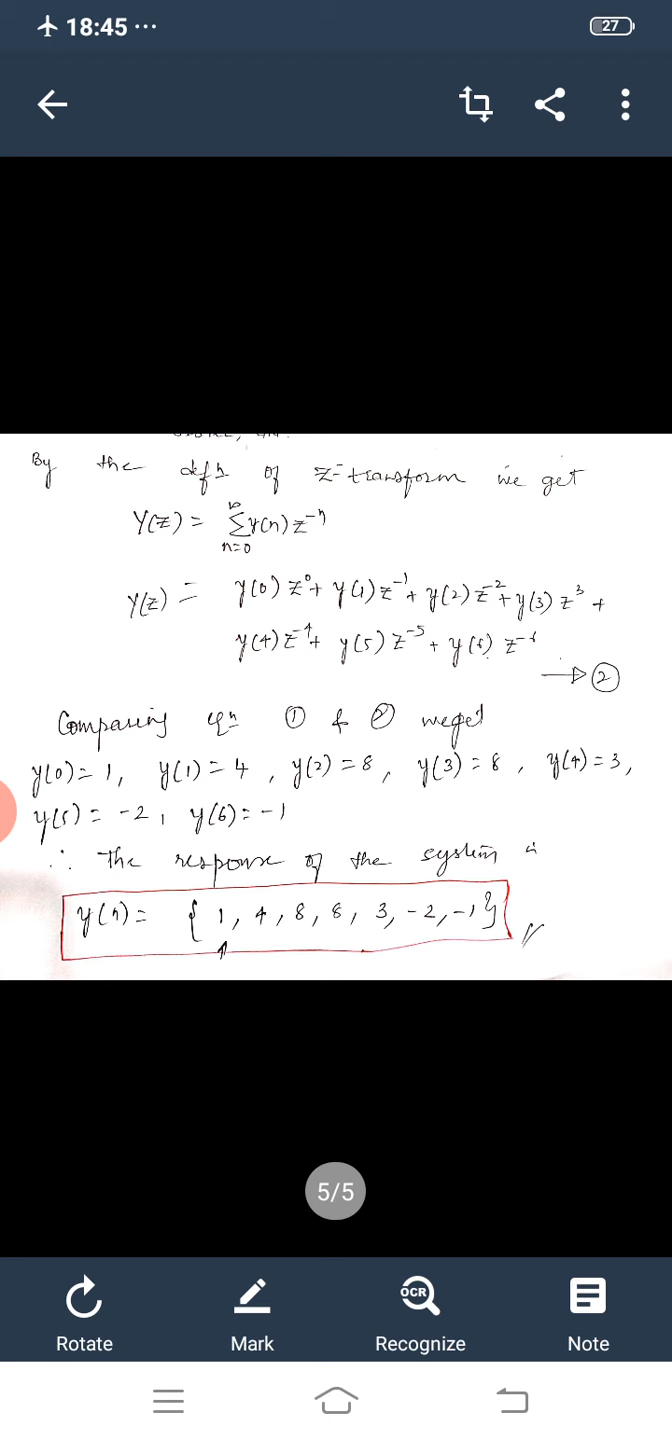 18:45 ...
27
By the defn of z-transform we get
Y(z) = ∞Σn=0 y(n) z⁻ⁿ
Y(z) = y(0) z⁰ + y(1) z⁻¹ + y(2) z⁻² + y(3) z³ +
y(4) z⁻⁴ + y(5) z⁻⁵ + y(6) z⁻⁶
→ ②
Comparing eqn ① & ② we get
y(0) = 1, y(1) = 4, y(2) = 8, y(3) = 8, y(4) = 3,
y(5) = -2, y(6) = -1
∴ The response of the system is
y(n) = { 1, 4, 8, 8, 3, -2, -1 }
↑
5/5
Rotate Mark OCR Recognize Note